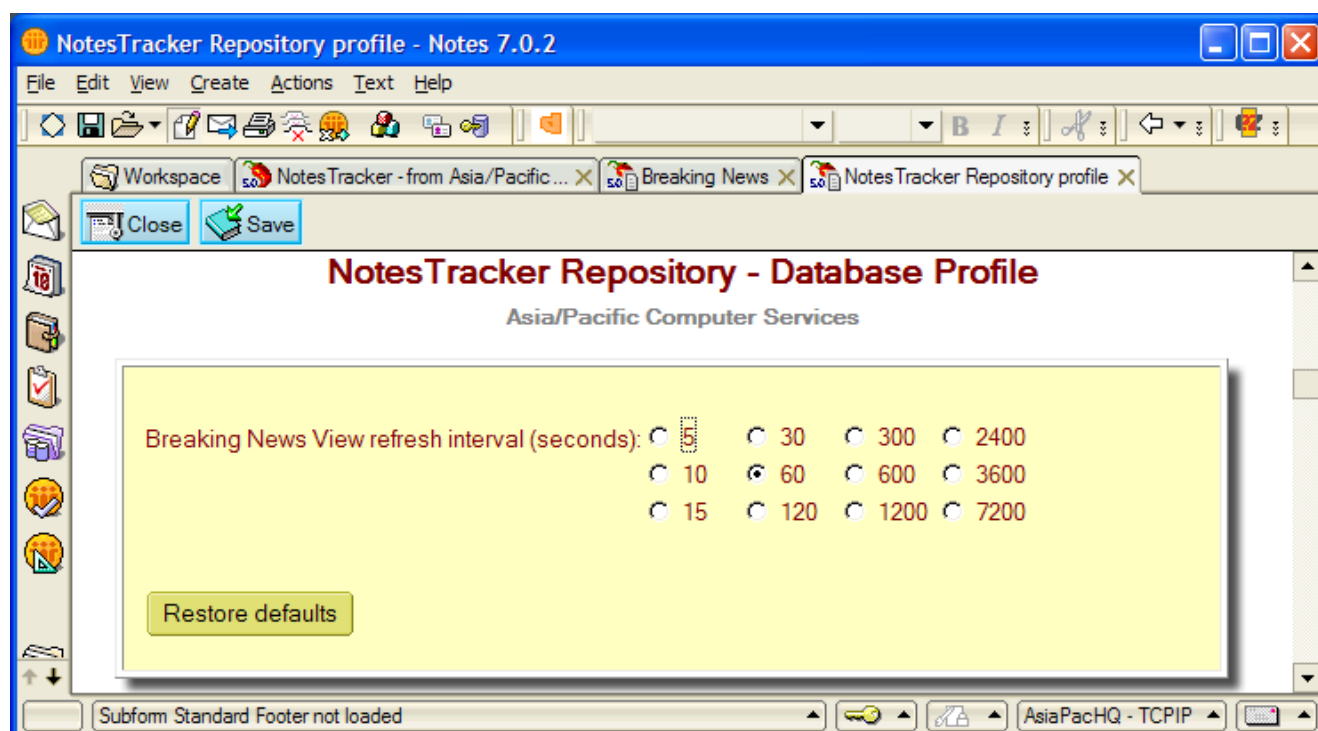 NotesTracker Repository profile - Notes 7.0.2
File Edit View Create Actions Text Help
B I
Workspace NotesTracker - from Asia/Pacific ... Breaking News NotesTracker Repository profile
Close Save
NotesTracker Repository - Database Profile
Asia/Pacific Computer Services
Breaking News View refresh interval (seconds): 5 30 300 2400
10 60 600 3600
15 120 1200 7200
Restore defaults
Subform Standard Footer not loaded AsiaPacHQ - TCPIP